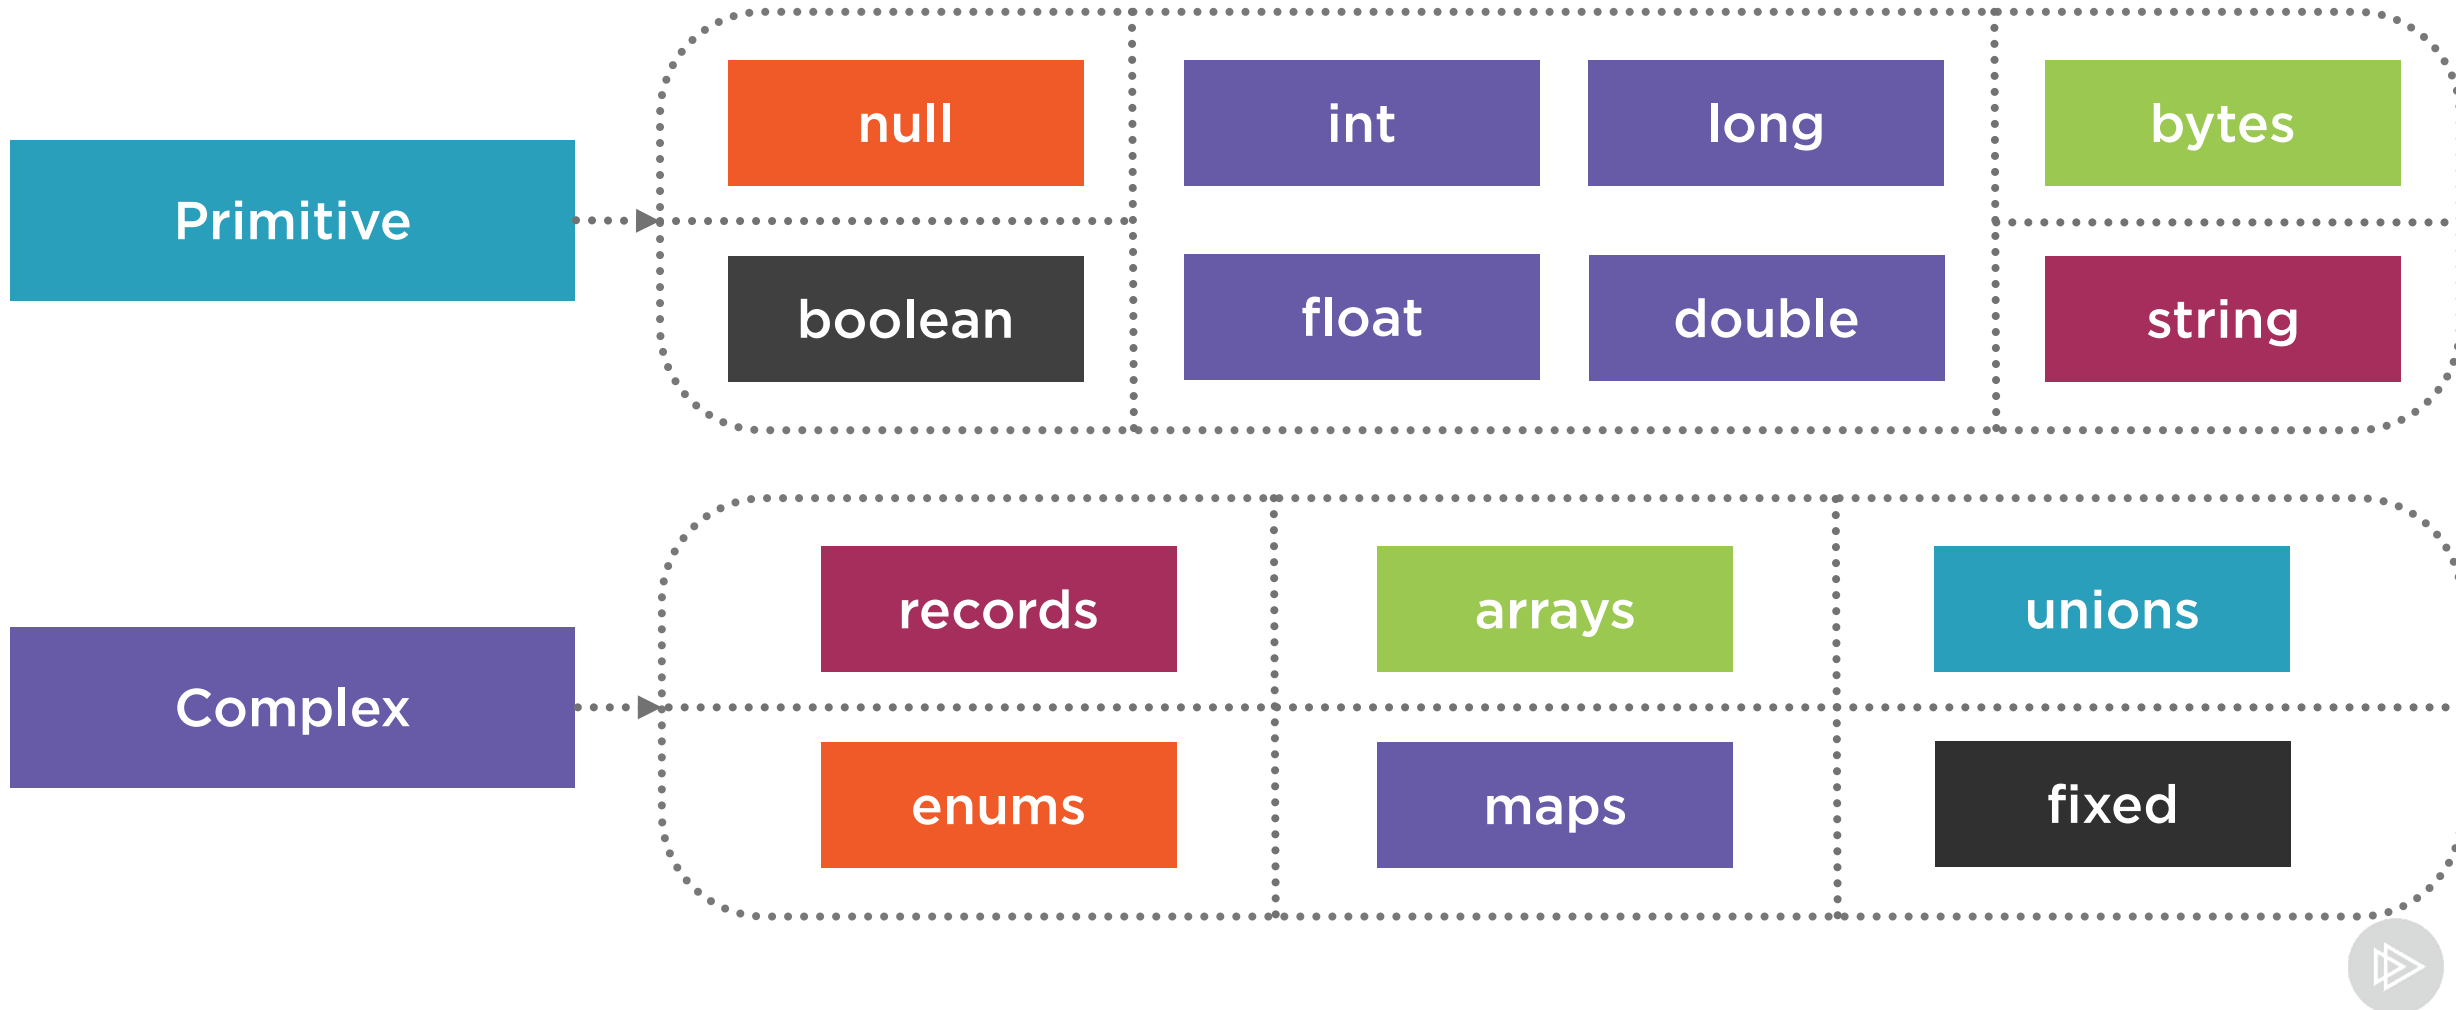 Primitive
null
int
long
bytes
boolean
float
double
string
Complex
records
arrays
unions
enums
maps
fixed